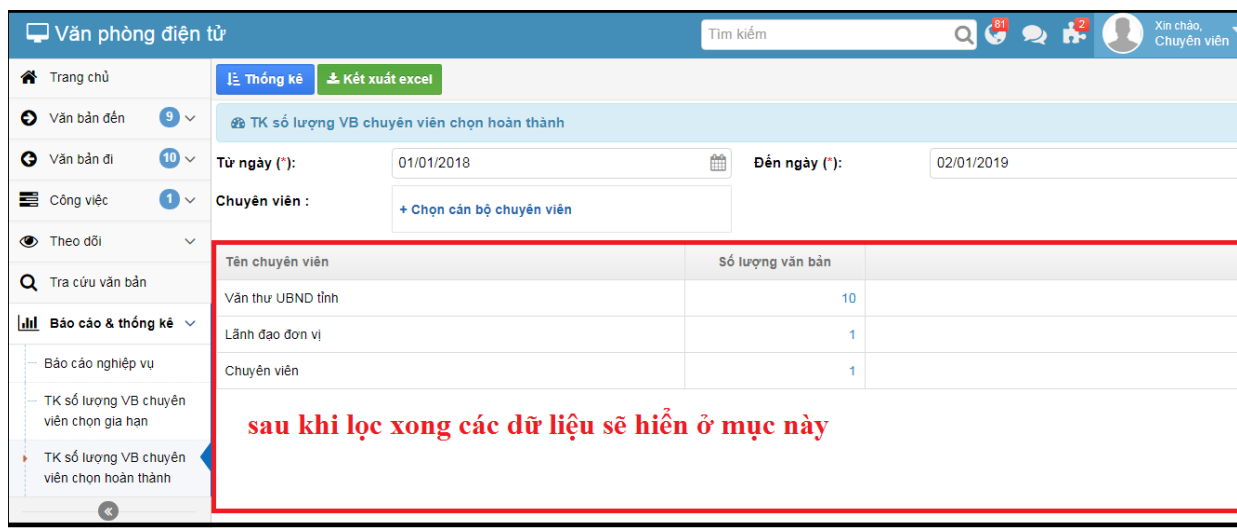 Văn phòng điện tử
Tìm kiếm
81
2
Xin chào,
Chuyên viên
Trang chủ
Văn bản đến 9
Văn bản đi 10
Công việc 1
Theo dõi
Tra cứu văn bản
Báo cáo & thống kê
Báo cáo nghiệp vụ
TK số lượng VB chuyên
viên chọn gia hạn
TK số lượng VB chuyên
viên chọn hoàn thành
Thống kê Kết xuất excel
TK số lượng VB chuyên viên chọn hoàn thành
Từ ngày (*): 01/01/2018 Đến ngày (*): 02/01/2019
Chuyên viên : + Chọn cán bộ chuyên viên
Tên chuyên viên Số lượng văn bản
Văn thư UBND tỉnh 10
Lãnh đạo đơn vị 1
Chuyên viên 1
sau khi lọc xong các dữ liệu sẽ hiển ở mục này